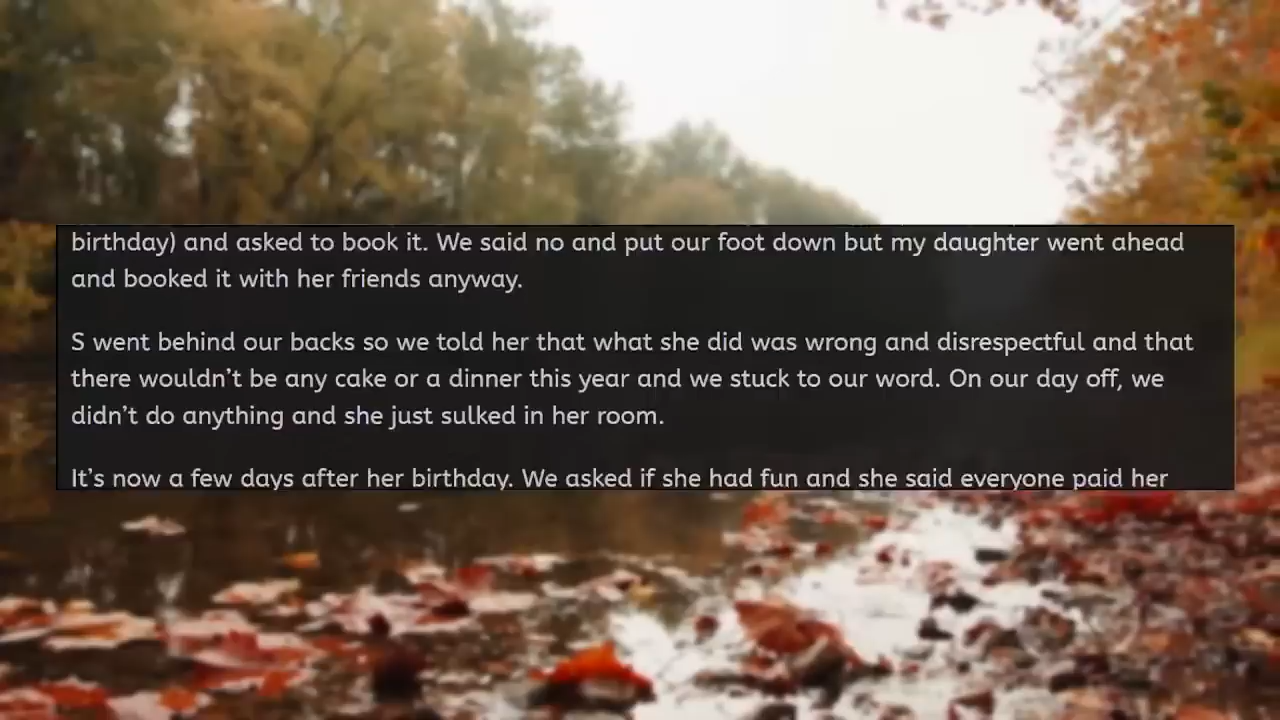 birthday) and asked to book it. We said no and put our foot down but my daughter went ahead
and booked it with her friends anyway.
S went behind our backs so we told her that what she did was wrong and disrespectful and that
there wouldn’t be any cake or a dinner this year and we stuck to our word. On our day off, we
didn’t do anything and she just sulked in her room.
It’s now a few days after her birthday. We asked if she had fun and she said everyone paid her